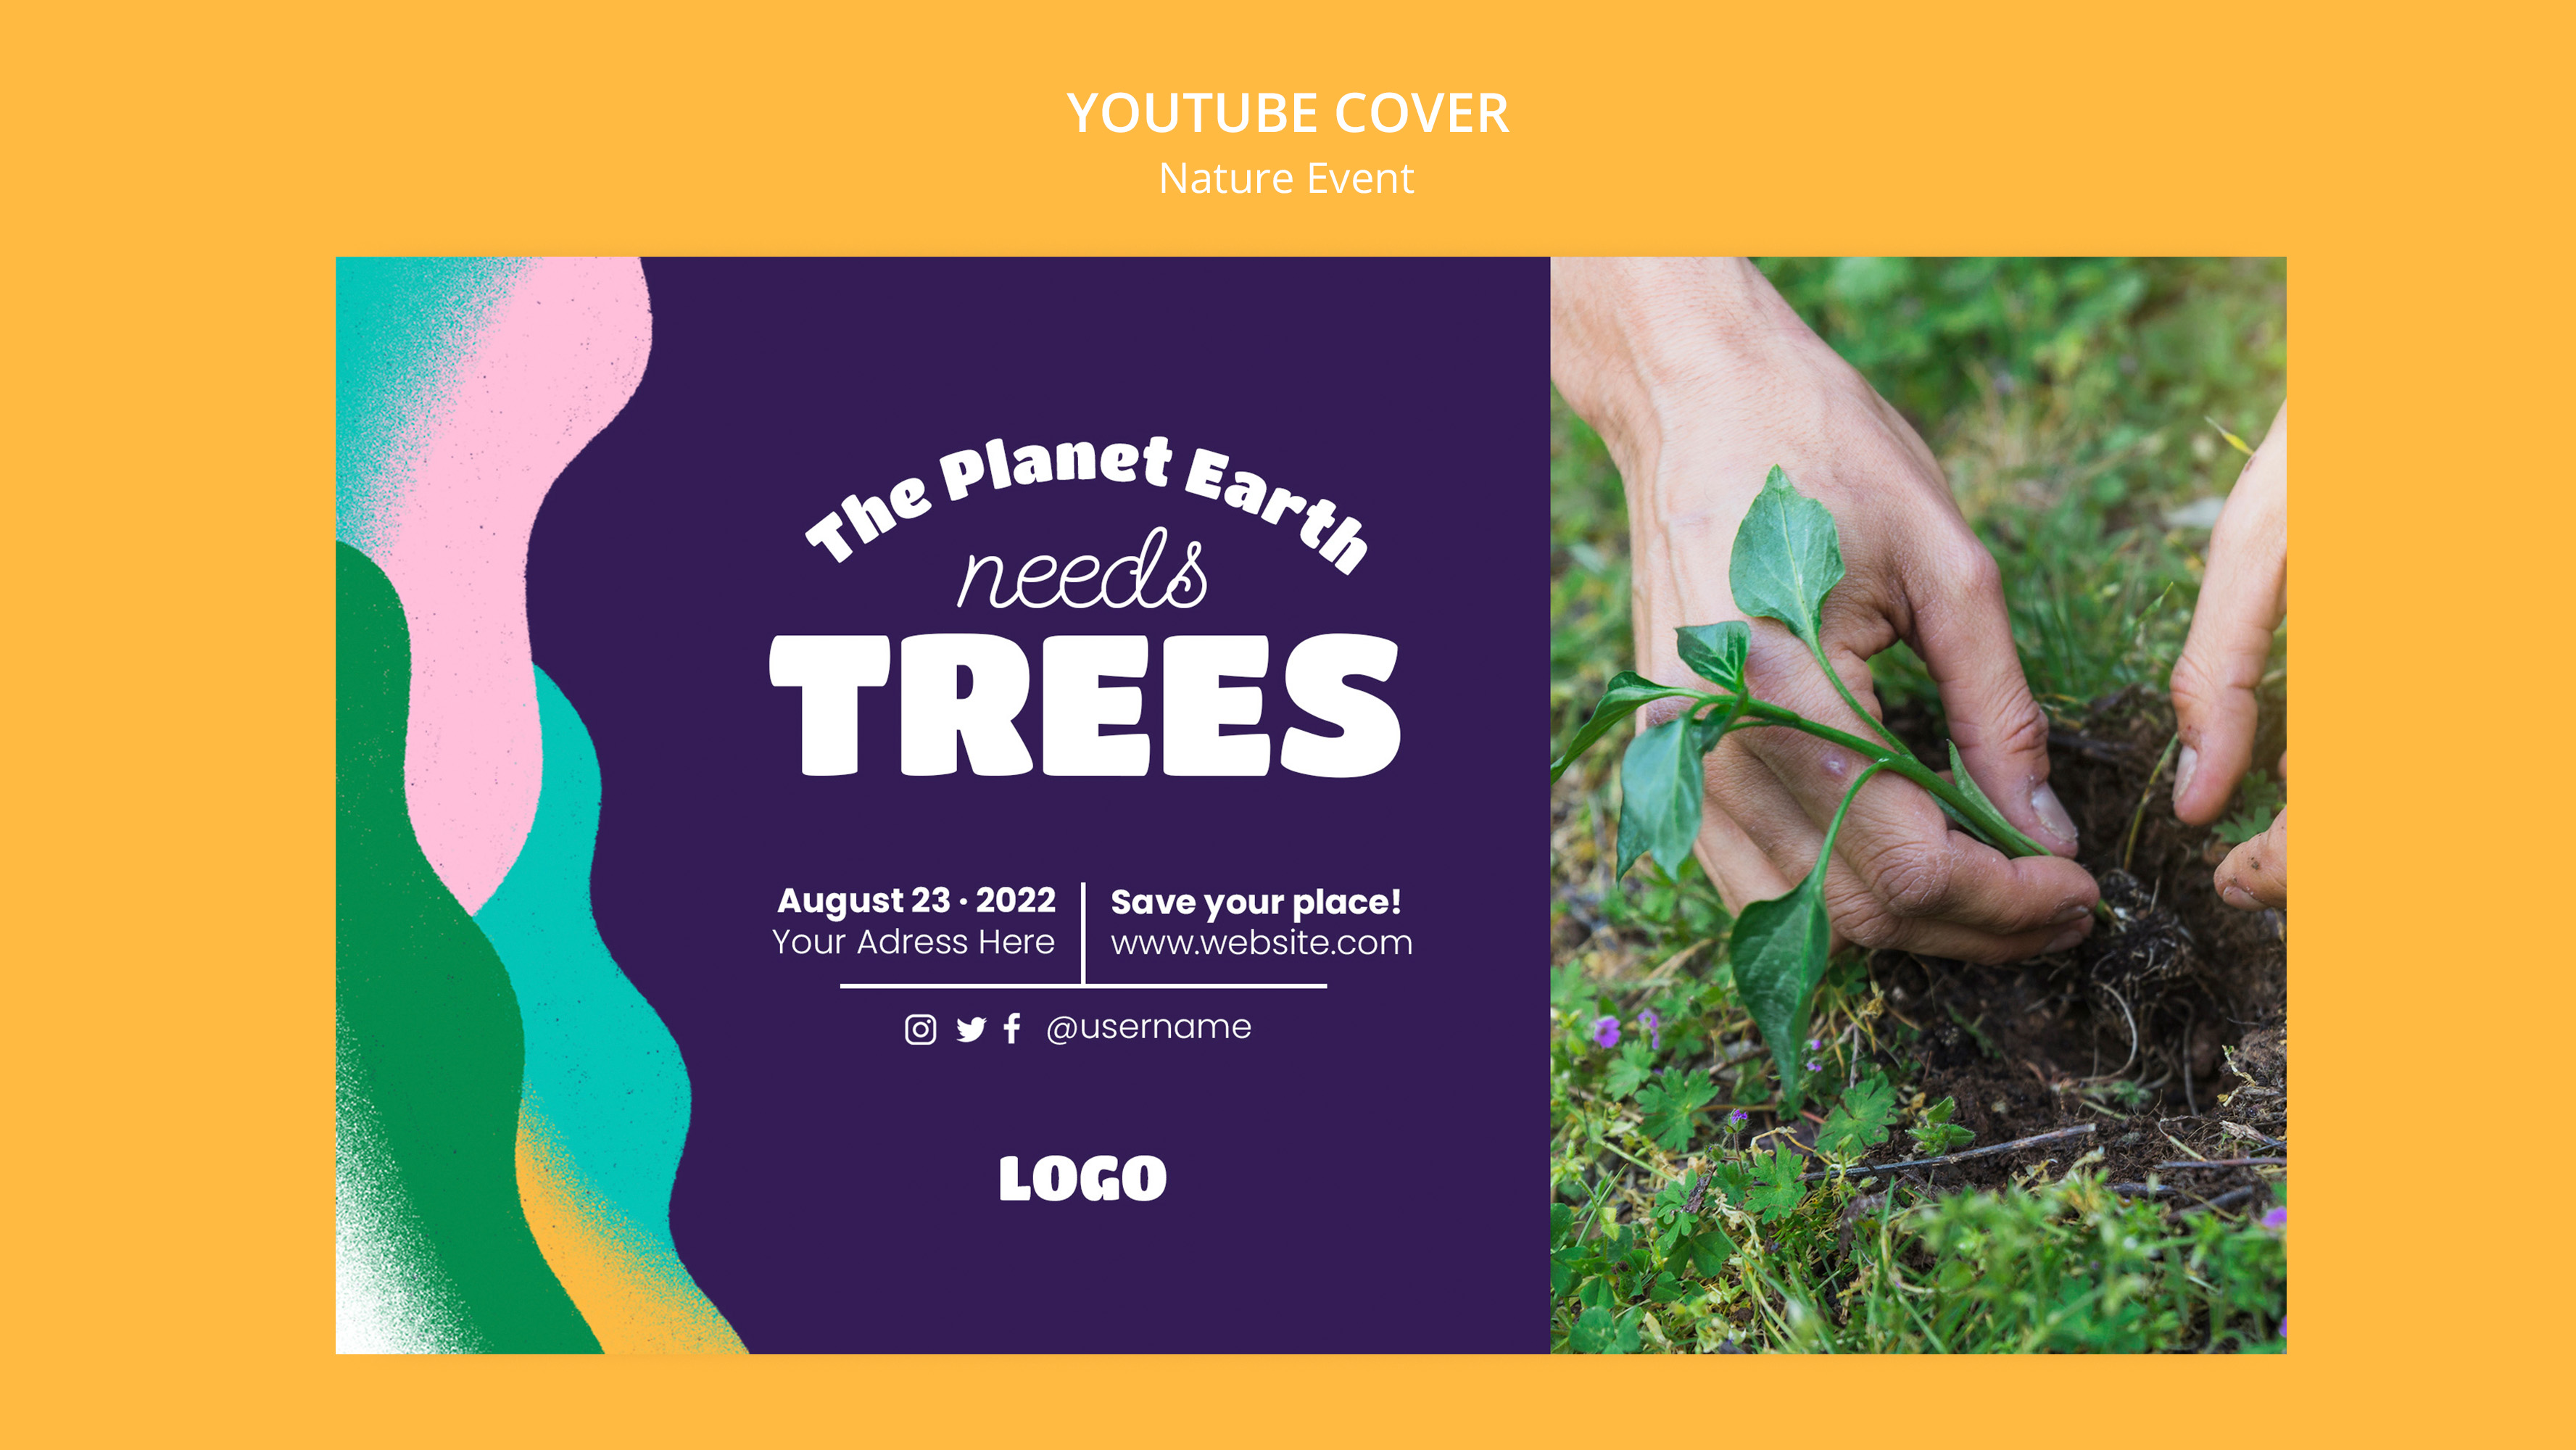 YOUTUBE COVER
Nature Event
The Planet Earth
needs
TREES
August 23 · 2022
Your Adress Here
Save your place!
www.website.com
@username
LOGO